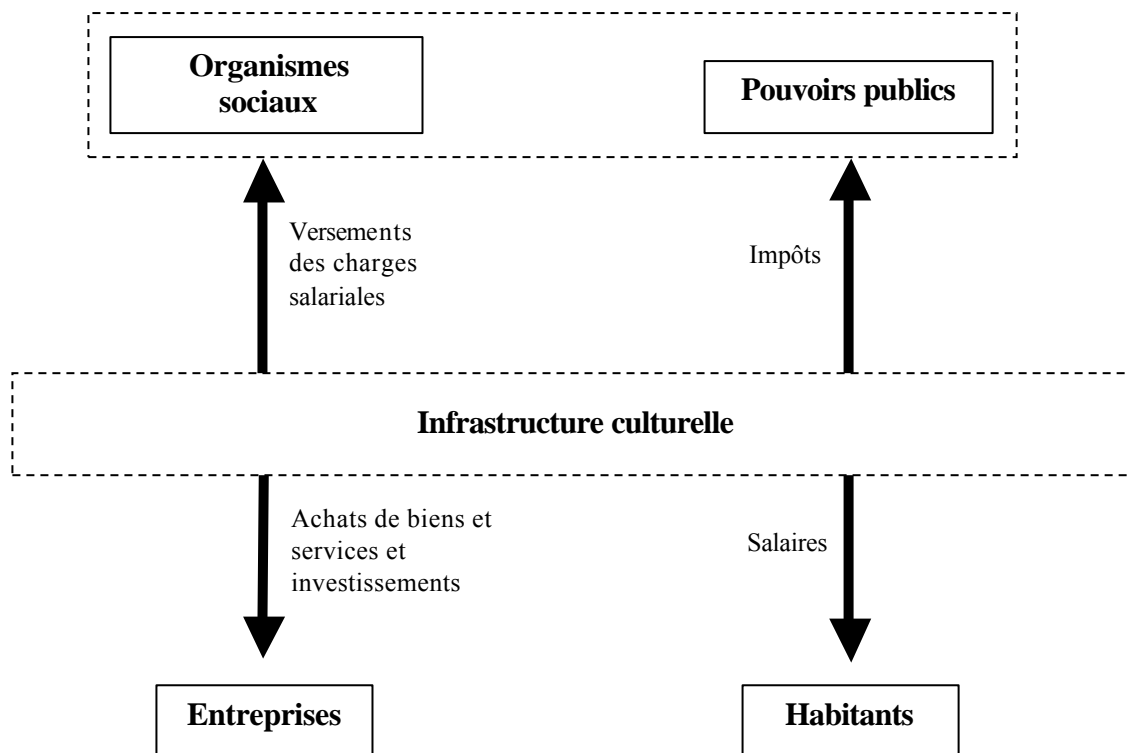 Organismes
sociaux
Pouvoirs publics
Versements
des charges
salariales
Impôts
Infrastructure culturelle
Achats de biens et
services et
investissements
Salaires
Entreprises
Habitants